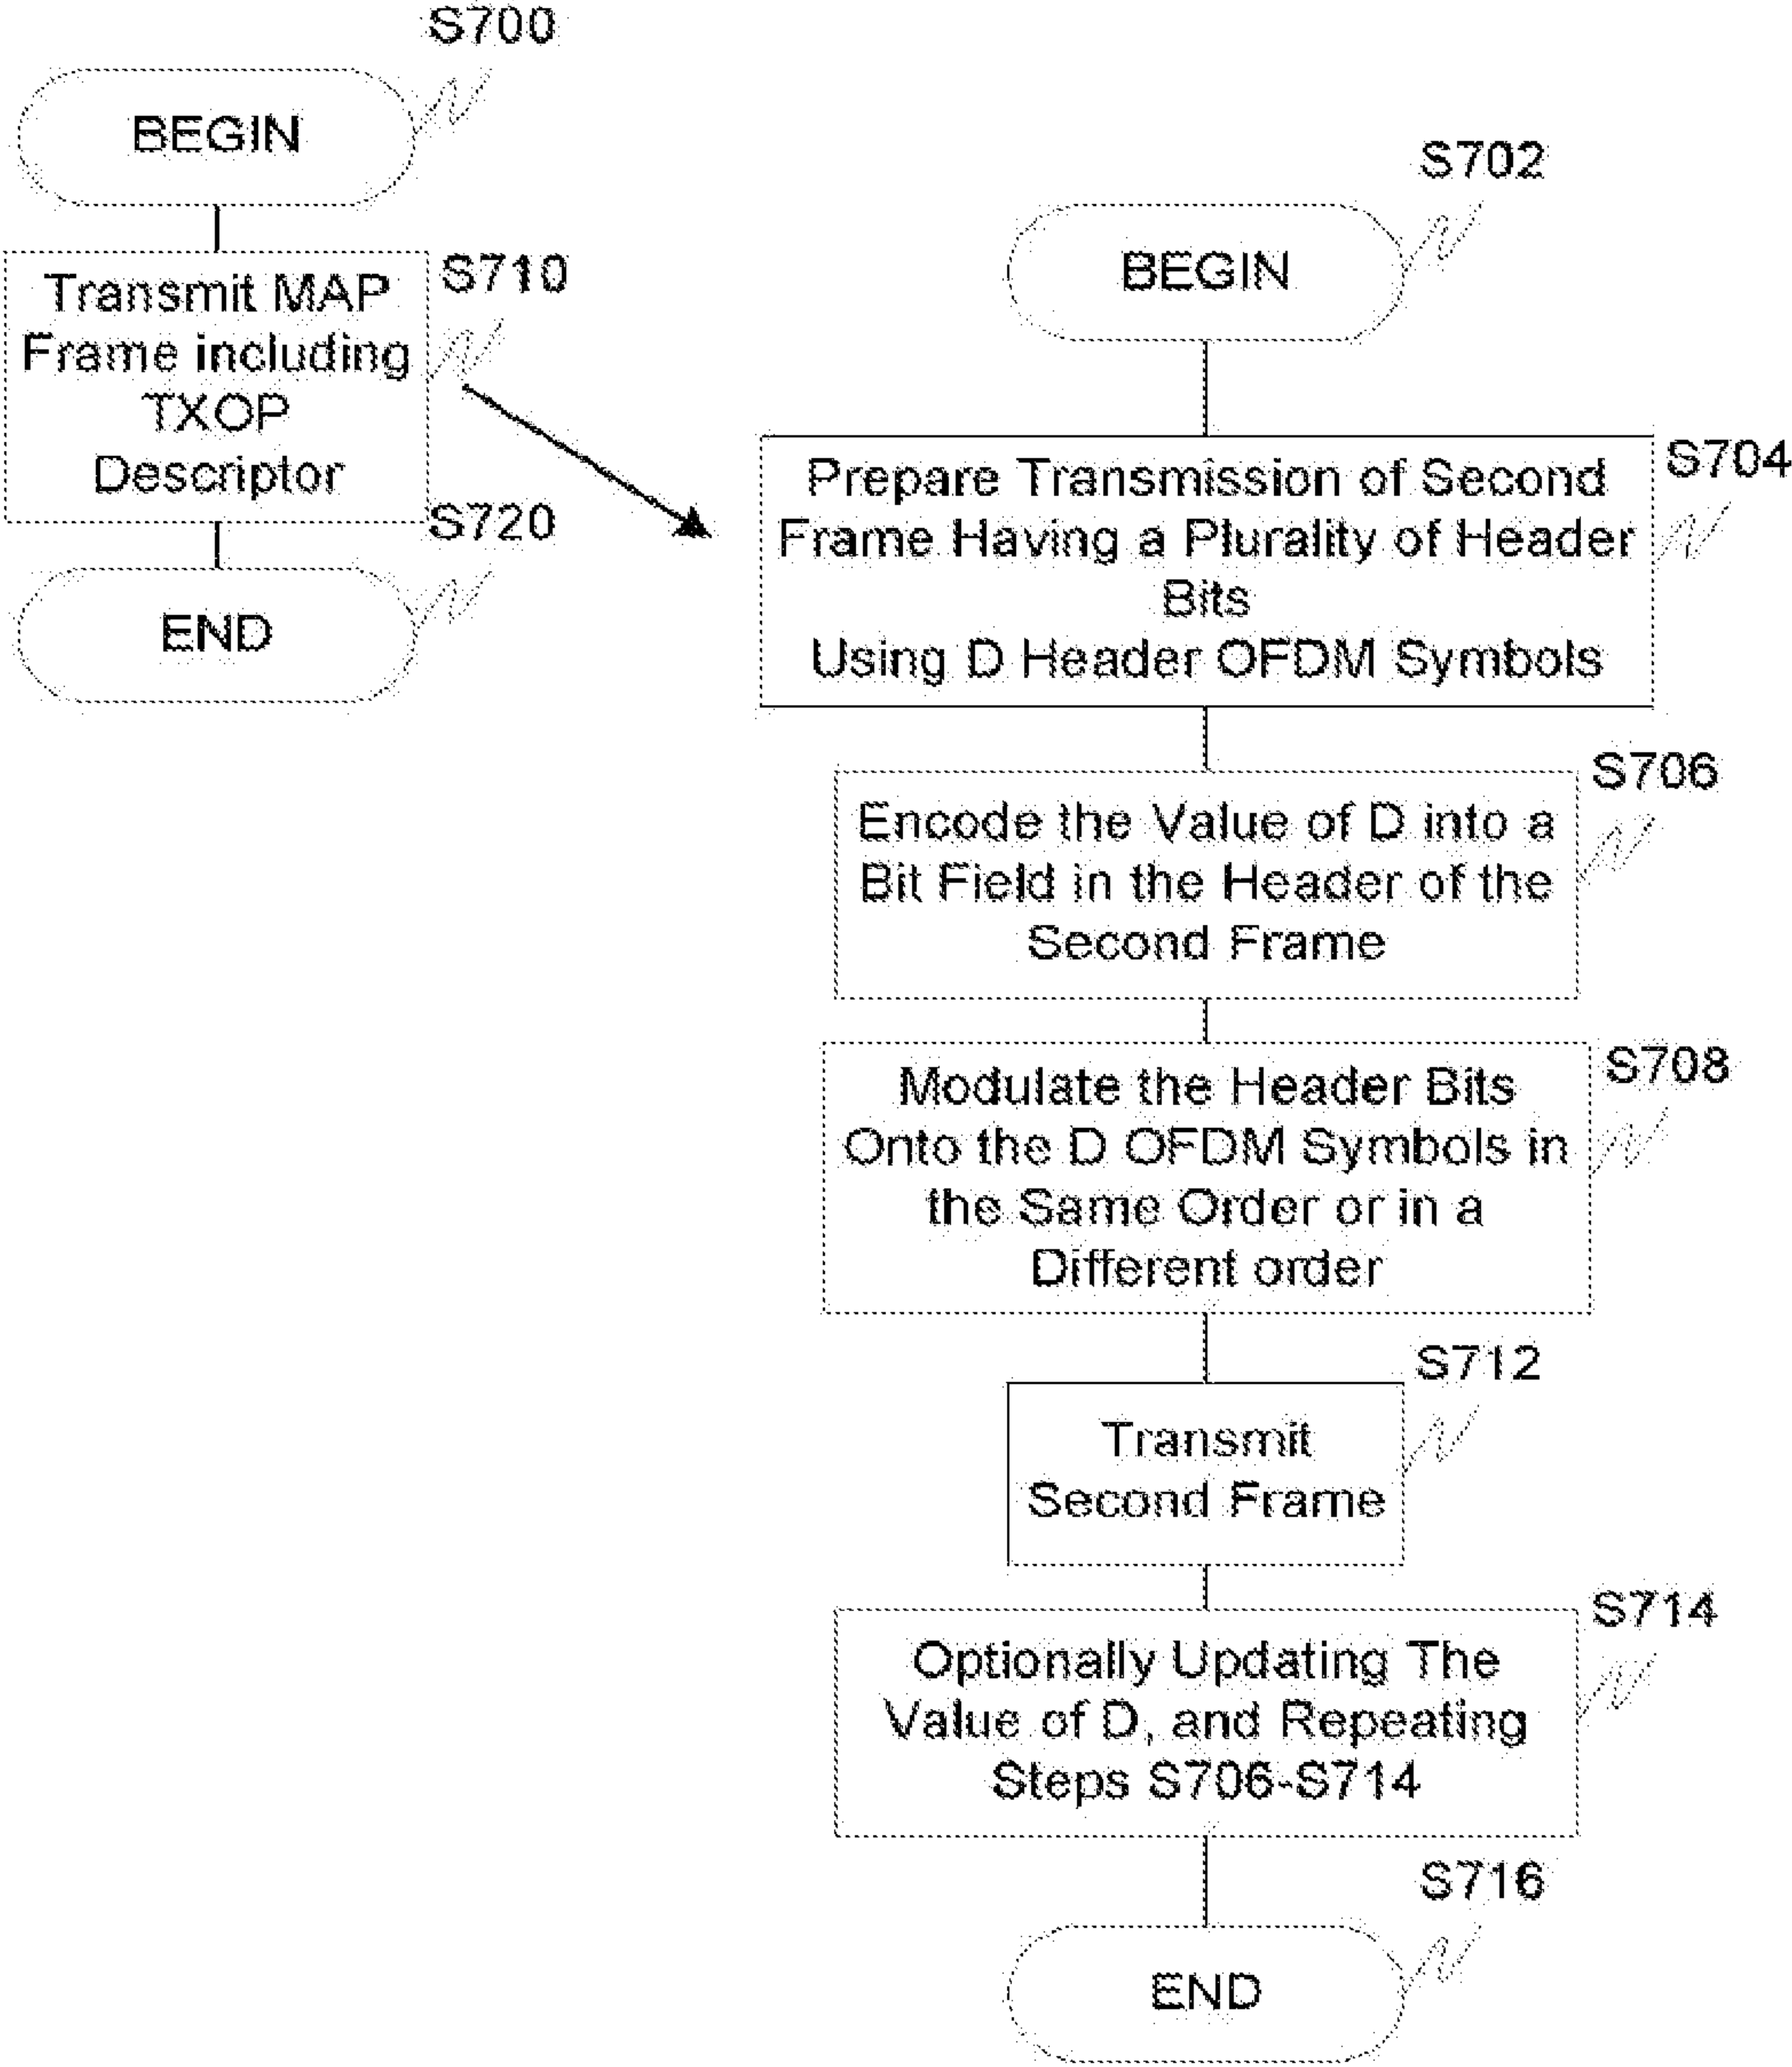 S700
BEGIN
S710
Transmit MAP
Frame including
TXOP
Descriptor
S720
END
S702
BEGIN
S704
Prepare Transmission of Second
Frame Having a Plurality of Header
Bits
Using D Header OFDM Symbols
S706
Encode the Value of D into a
Bit Field in the Header of the
Second Frame
S708
Modulate the Header Bits
Onto the D OFDM Symbols in
the Same Order or in a
Different order
S712
Transmit
Second Frame
S714
Optionally Updating The
Value of D, and Repeating
Steps S706-S714
S716
END